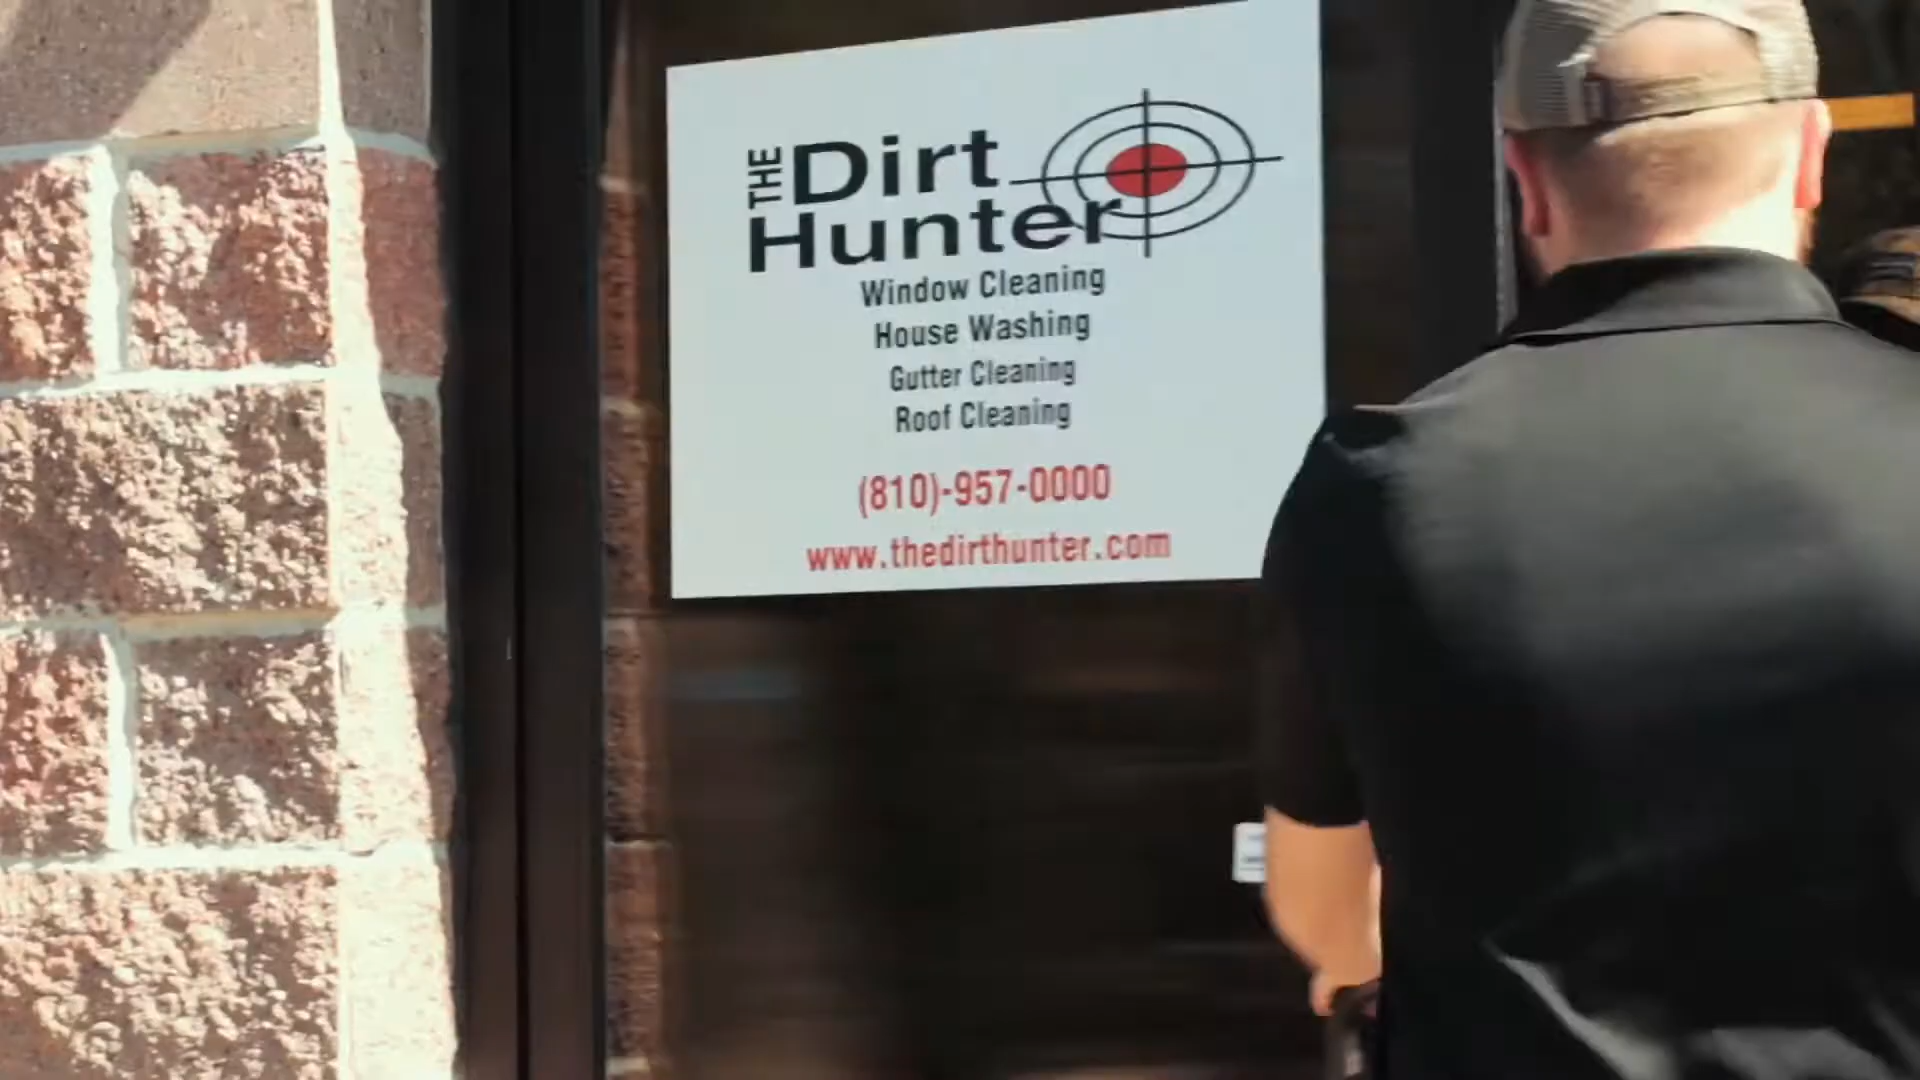 THE Dirt
Hunter
Window Cleaning
House Washing
Gutter Cleaning
Roof Cleaning
(810)-957-0000
www.thedirthunter.com